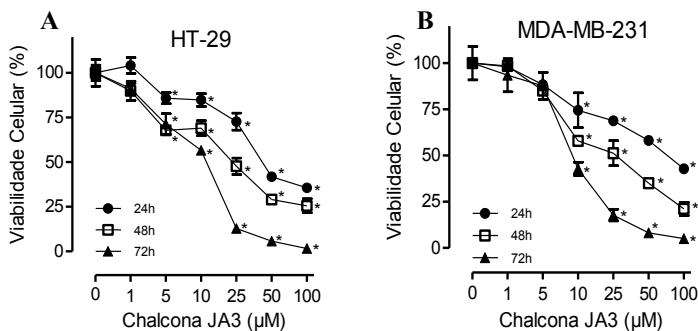 A
HT-29
Viabilidade Celular (%)
100
75
50
25
0
* * * * * * * * * * * * * *
24h
48h
72h
0 1 5 10 25 50 100
Chalcona JA3 (µM)
B
MDA-MB-231
Viabilidade Celular (%)
100
75
50
25
0
* * * * * * * * * * * *
24h
48h
72h
0 1 5 10 25 50 100
Chalcona JA3 (µM)